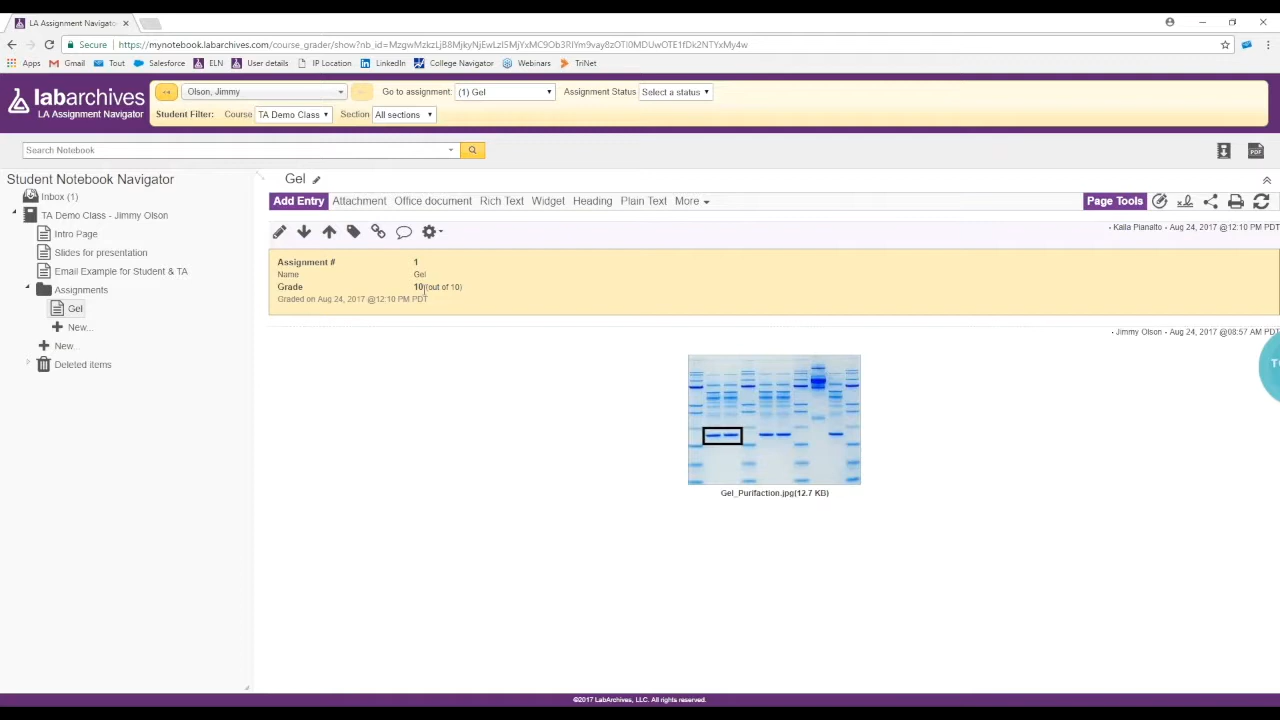 LA Assignment Navigato
Secure https://mynotebook.labarchives.com/course_grader/show?nb_id=
Apps Gmail Tout Salesforce ELN User details IP Location LinkedIn College Navigator Webinars TriNet
labarchives
LA Assignment Navigator
Olson, Jimmy Go to assignment: (1) Gel Assignment Status Select a status
Student Filter: Course TA Demo Class Section All sections
Search Notebook PDF
Student Notebook Navigator
Inbox (1)
TA Demo Class - Jimmy Olson
Intro Page
Slides for presentation
Email Example for Student & TA
Assignments
Gel
New...
New...
Deleted items
Gel
Add Entry Attachment Office document Rich Text Widget Heading Plain Text More Page Tools
- Kaila Pianalto - Aug 24, 2017 @12:10 PM PDT
Assignment # 1
Name Gel
Grade 10 (out of 10)
Graded on Aug 24, 2017 @12:10 PM PDT
- Jimmy Olson - Aug 24, 2017 @08:57 AM PDT
Gel_Purifaction.jpg(12.7 KB)
©2017 LabArchives, LLC. All rights reserved.